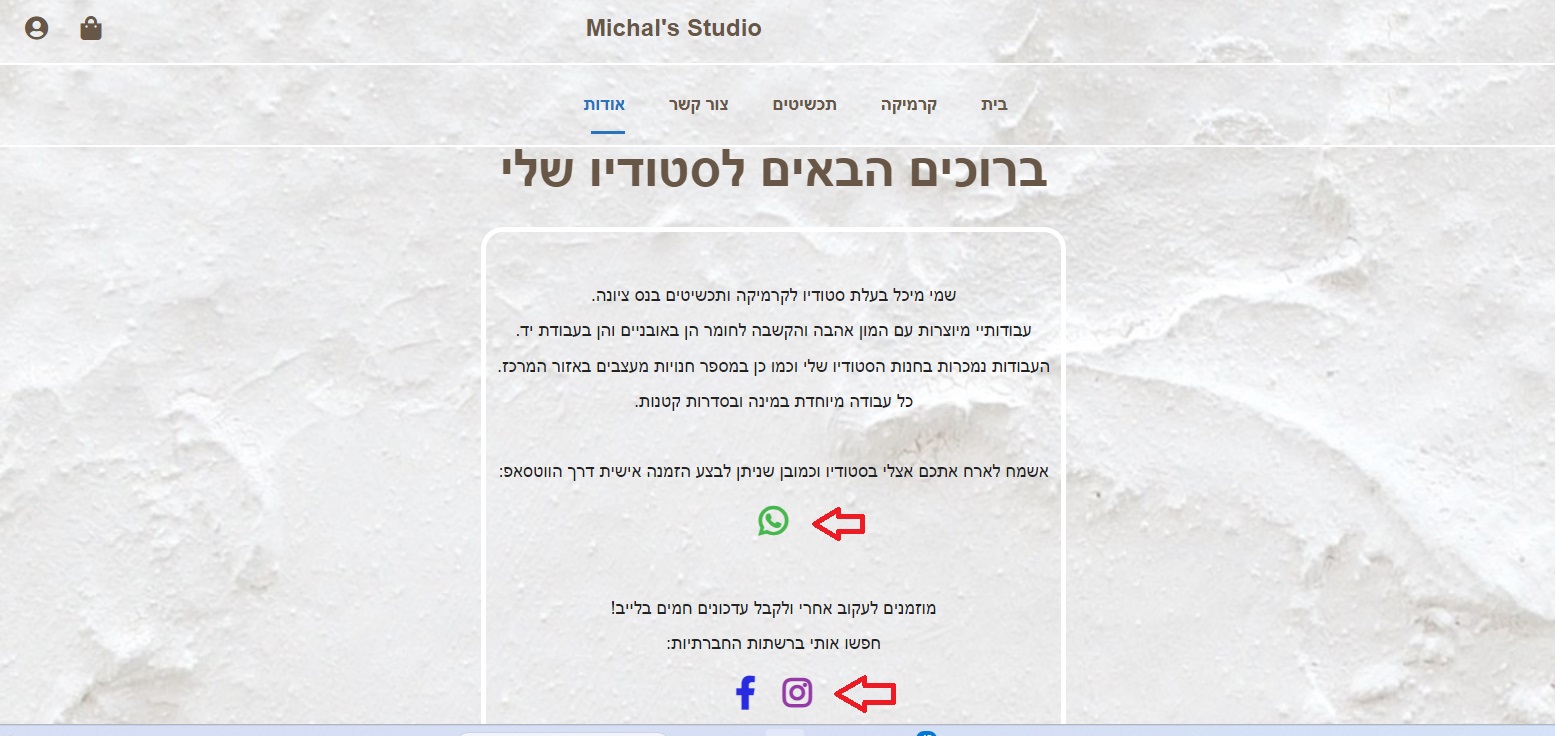 Michal's Studio
בית קרמיקה תכשיטים צור קשר אודות
ברוכים הבאים לסטודיו שלי
שמי מיכל בעלת סטודיו לקרמיקה ותכשיטים בנס ציונה.
עבודותיי מיוצרות עם המון אהבה והקשבה לחומר הן באובניים והן בעבודת יד.
העבודות נמכרות בחנות הסטודיו שלי וכמו כן במספר חנויות מעצבים באזור המרכז.
כל עבודה מיוחדת במינה ובסדרות קטנות.
אשמח לארח אתכם אצלי בסטודיו וכמובן שניתן לבצע הזמנה אישית דרך הווטסאפ:
מוזמנים לעקוב אחרי ולקבל עדכונים חמים בלייב!
חפשו אותי ברשתות החברתיות: